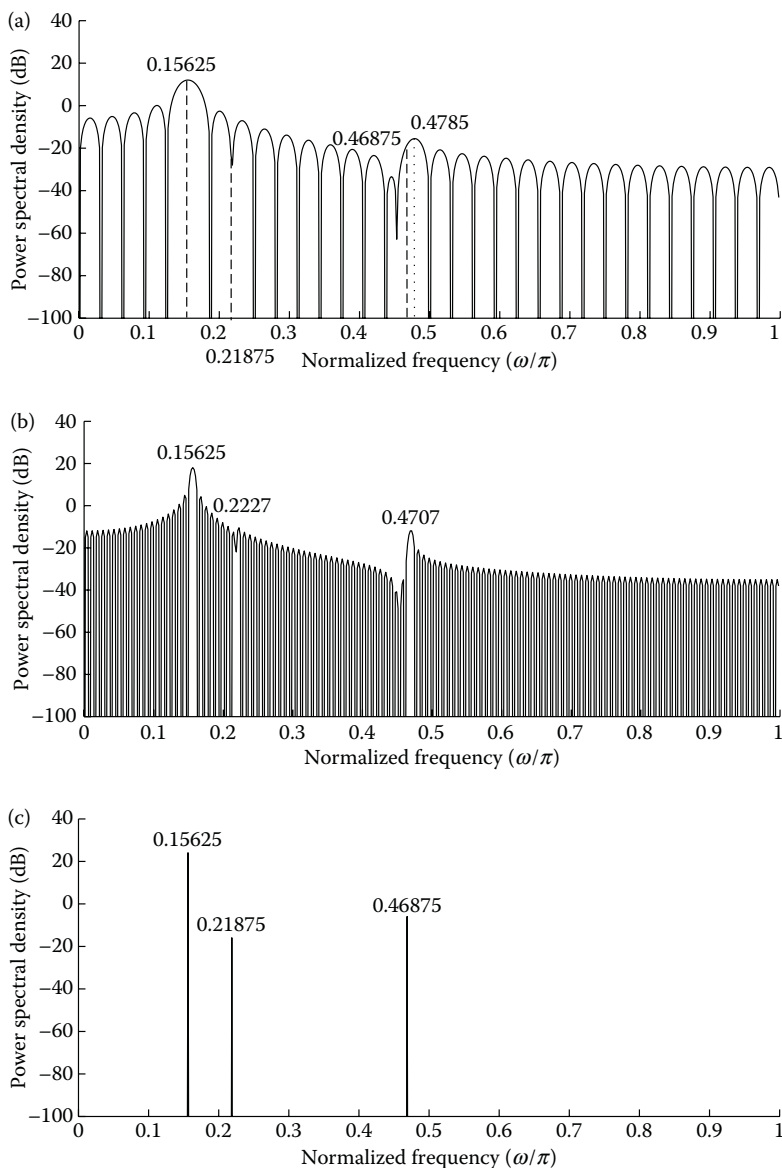 (a)
40
20
0
−20
−40
−60
−80
−100
Power spectral density (dB)
0.15625
0.46875
0.4785
0 0.1 0.2 0.3 0.4 0.5 0.6 0.7 0.8 0.9 1
0.21875
Normalized frequency (ω/π)
(b)
40
20
0
−20
−40
−60
−80
−100
Power spectral density (dB)
0.15625
0.2227
0.4707
0 0.1 0.2 0.3 0.4 0.5 0.6 0.7 0.8 0.9 1
Normalized frequency (ω/π)
(c)
40
20
0
−20
−40
−60
−80
−100
Power spectral density (dB)
0.15625
0.21875
0.46875
0 0.1 0.2 0.3 0.4 0.5 0.6 0.7 0.8 0.9 1
Normalized frequency (ω/π)